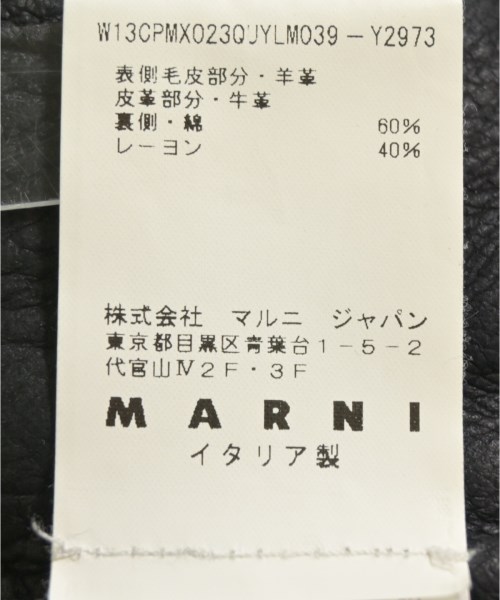 W13CPMX023QUYLM039-Y2973
表側毛皮部分・羊革
皮革部分・牛革
裏側・綿 60%
レーヨン 40%
株式会社 マルニ ジャパン
東京都目黒区青葉台1-5-2
代官山Ⅳ2F・3F
MARNI
イタリア製